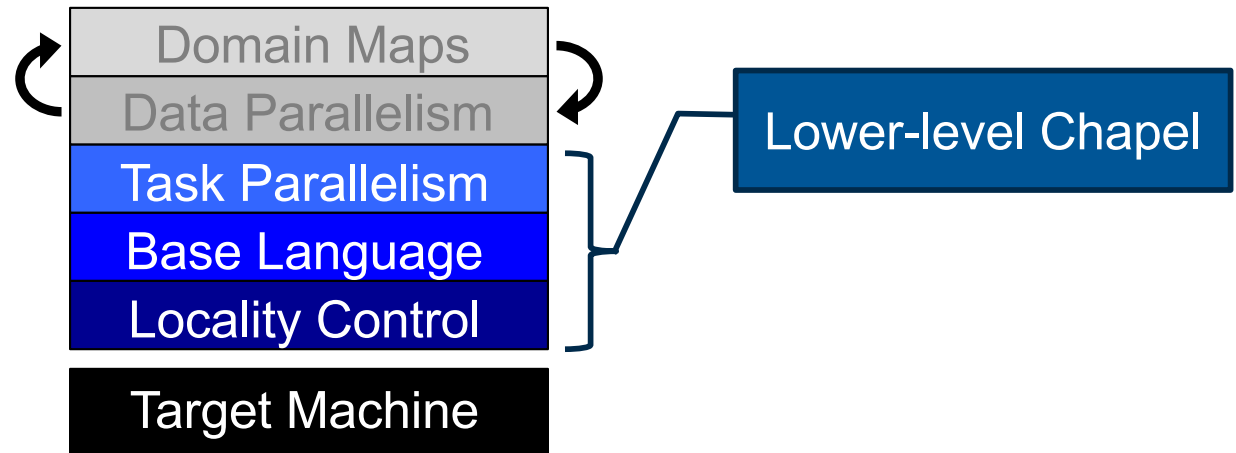 Domain Maps
Data Parallelism
Task Parallelism
Base Language
Locality Control
Target Machine
Lower-level Chapel